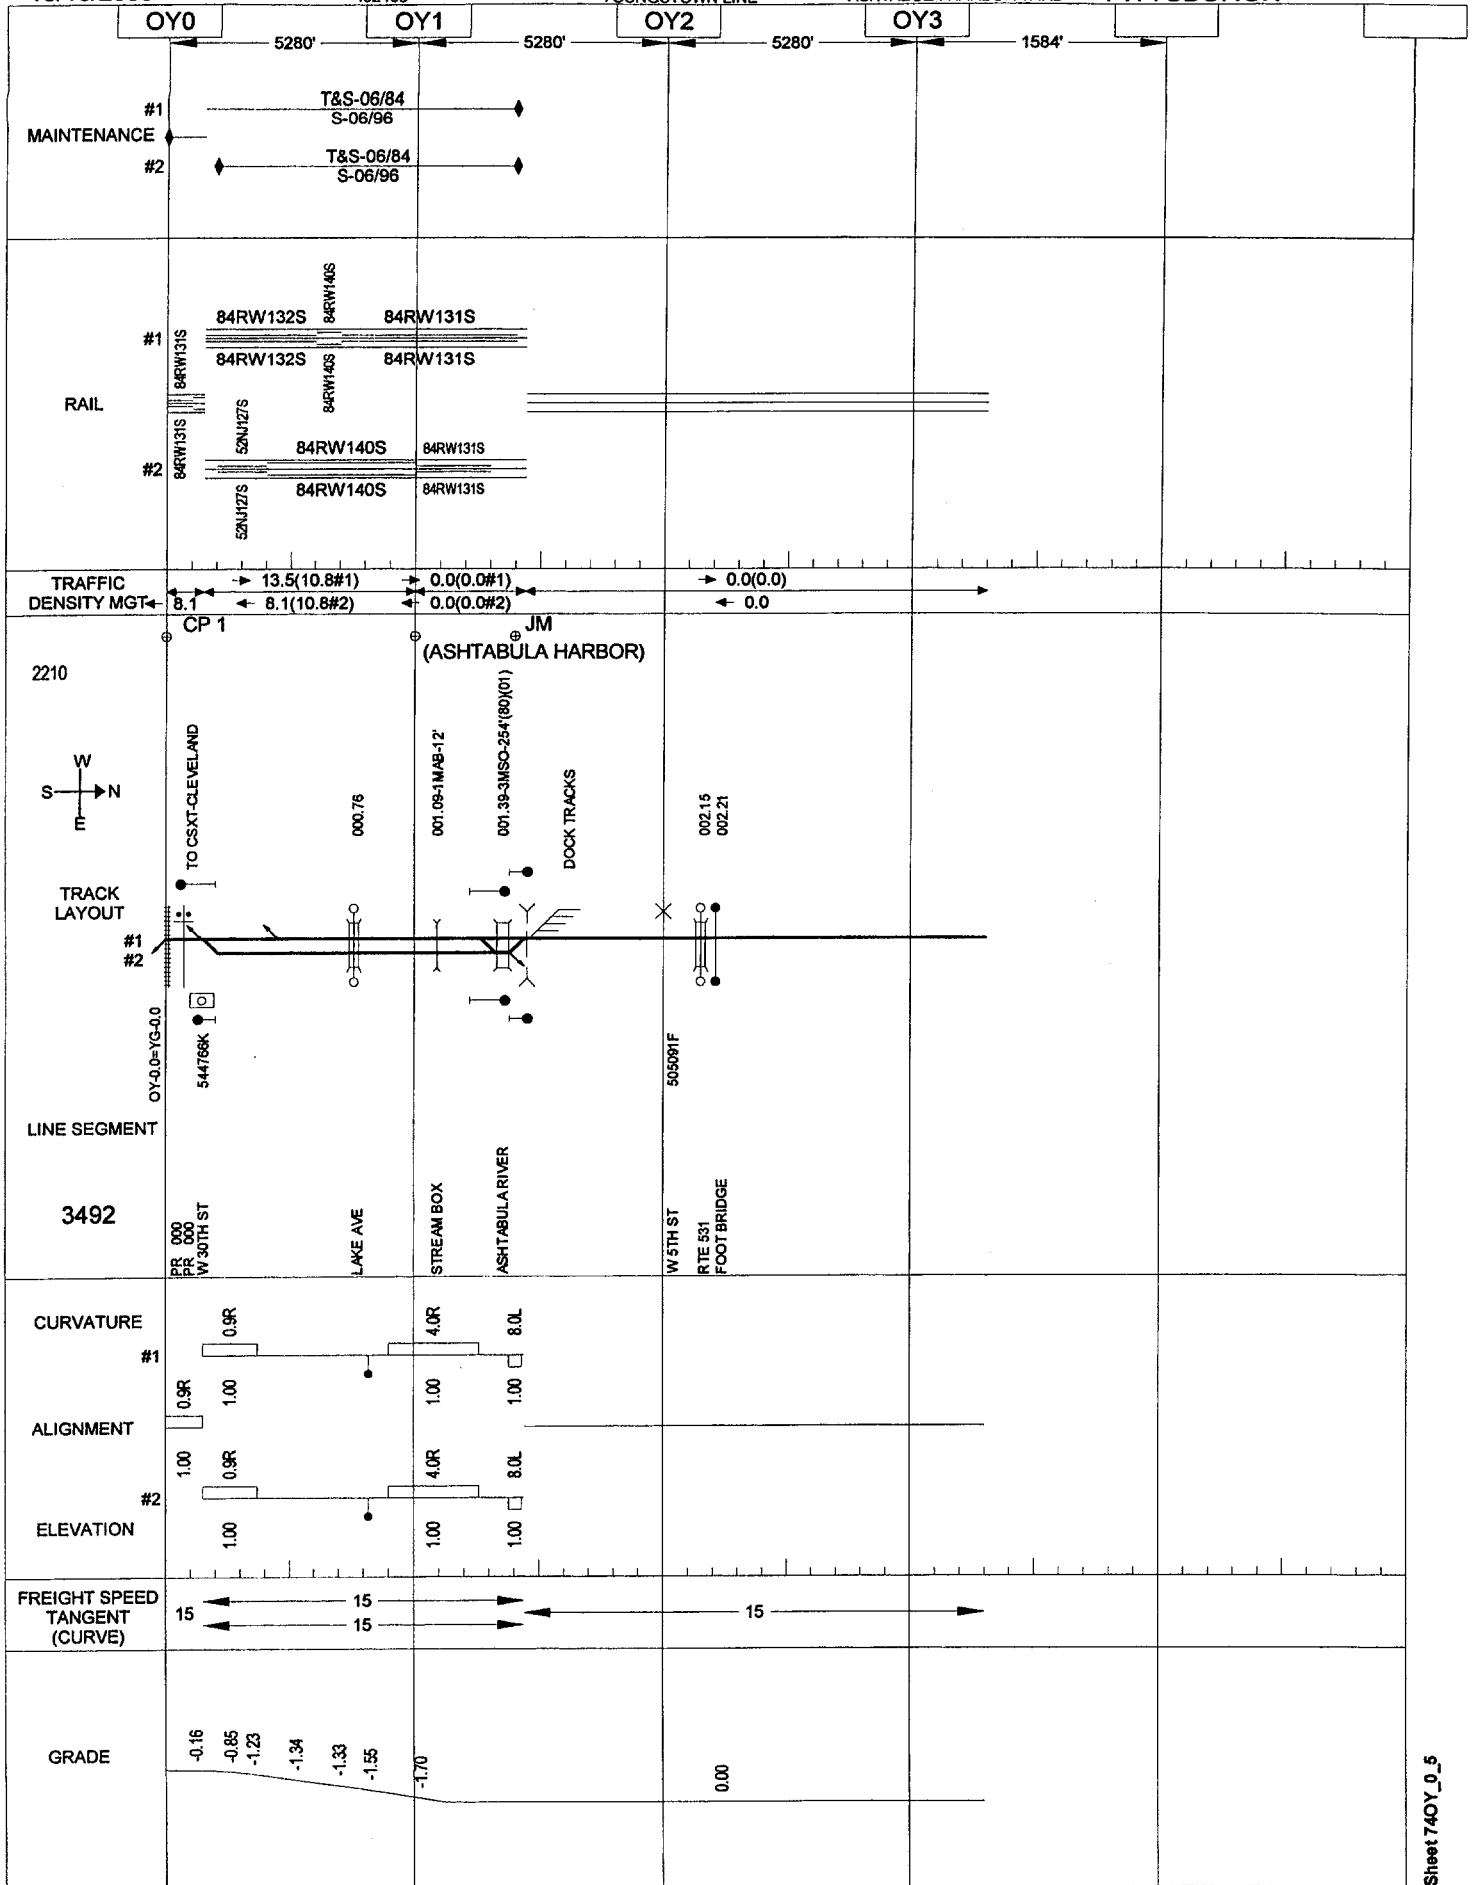 OY0 OY1 OY2 OY3
5280' 5280' 5280' 1584'
MAINTENANCE
#1
T&S-06/84
S-06/96
#2
T&S-06/84
S-06/96
RAIL
#1
84RW131S
84RW132S
84RW140S
84RW131S
84RW132S
84RW140S
84RW131S
#2
84RW131S
52NJ127S
84RW140S
84RW131S
52NJ127S
84RW140S
84RW131S
TRAFFIC
DENSITY MGT
8.1
13.5(10.8#1) 0.0(0.0#1) 0.0(0.0)
8.1(10.8#2) 0.0(0.0#2) 0.0
CP 1
JM
(ASHTABULA HARBOR)
2210
W
S N
E
TO CSXT-CLEVELAND
000.76
001.09-1MAB-12'
001.39-3MSO-254'(80)(01)
DOCK TRACKS
002.15
002.21
TRACK
LAYOUT
#1
#2
OY-0.0=YG-0.0
544766K
505091F
LINE SEGMENT
3492
PR 000
PR 000
W 30TH ST
LAKE AVE
STREAM BOX
ASHTABULA RIVER
W 5TH ST
RTE 531
FOOT BRIDGE
CURVATURE
#1
0.9R
4.0R
8.0L
1.00
1.00
1.00
ALIGNMENT
0.9R
1.00
#2
0.9R
4.0R
8.0L
1.00
1.00
1.00
ELEVATION
FREIGHT SPEED
TANGENT
(CURVE)
15
15
15
15
GRADE
-0.16
-0.85
-1.23
-1.34
-1.33
-1.55
-1.70
0.00
Sheet 74OY_0_5